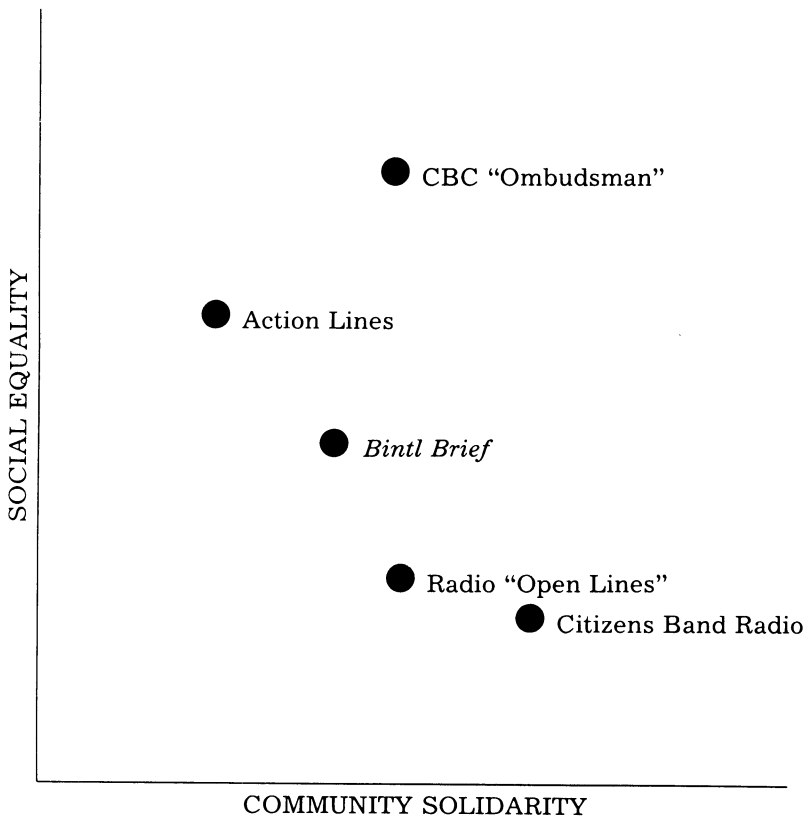 CBC “Ombudsman”
Action Lines
SOCIAL EQUALITY
Bintl Brief
Radio “Open Lines”
Citizens Band Radio
COMMUNITY SOLIDARITY